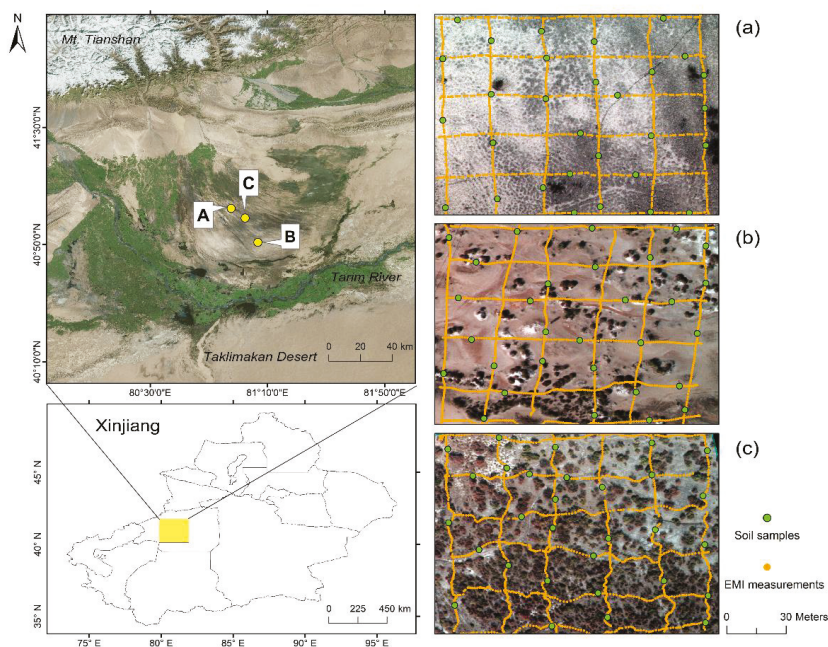 N
Mt. Tianshan
41°30'0"N
40°50'0"N
40°10'0"N
A
C
B
Tarim River
Taklimakan Desert
0 20 40 km
80°30'0"E
81°10'0"E
81°50'0"E
Xinjiang
45° N
40° N
35° N
0 225 450 km
75° E
80° E
85° E
90° E
95° E
(a)
(b)
(c)
Soil samples
EMI measurements
0 30 Meters